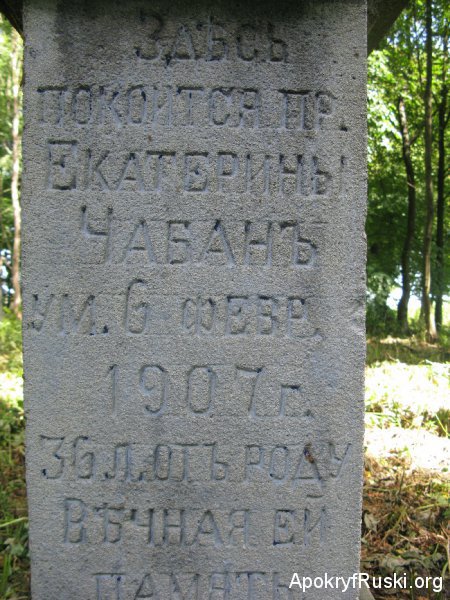 Здѣсь
покоится пр.
Екатерины
Чабанъ
ум. 6 февр.
1907 г.
36 л. отъ роду
Вѣчная ей
память
ApokryfRuski.org